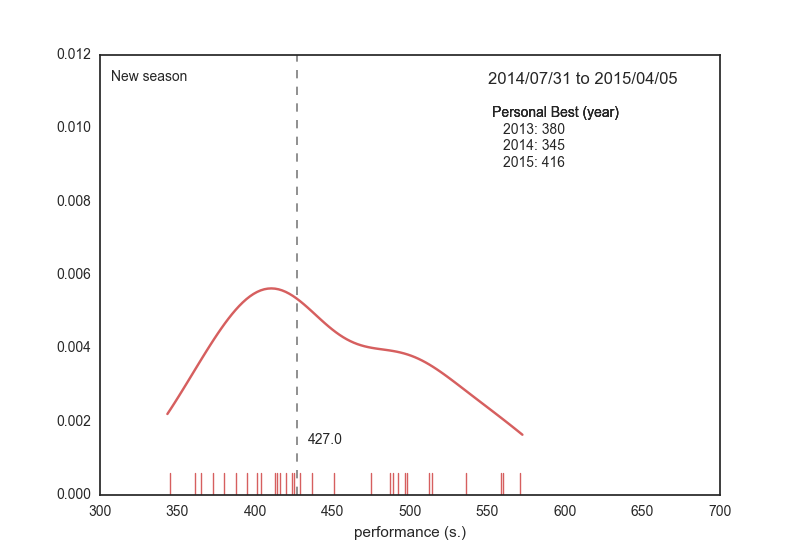 0.012
New season
2014/07/31 to 2015/04/05
Personal Best (year)
2013: 380
2014: 345
2015: 416
0.010
0.008
0.006
0.004
0.002
427.0
0.000
300 350 400 450 500 550 600 650 700
performance (s.)